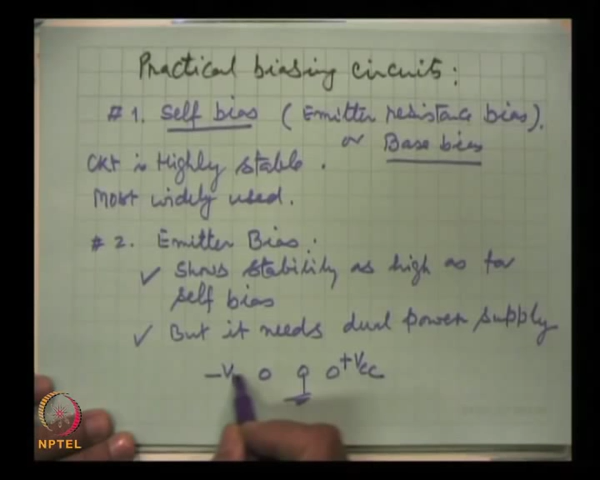 Practical biasing circuits:
# 1. Self bias (Emitter resistance bias).
or Base bias
CKT is Highly stable.
Most widely used.
# 2. Emitter Bias:
✓ Shows stability as high as for
self bias
✓ But it needs dual power supply
-V o o o+Vcc
NPTEL